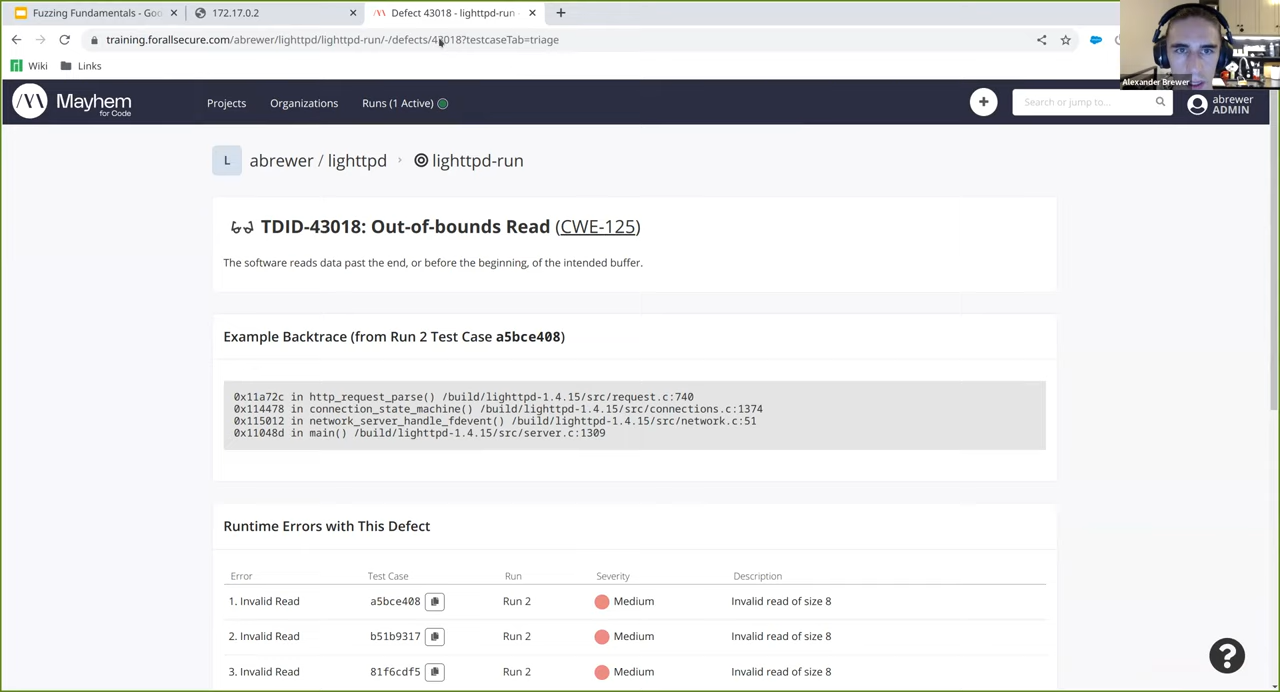 Fuzzing Fundamentals - Goo
172.17.0.2
Defect 43018 - lighttpd-run
training.forallsecure.com/abrewer/lighttpd/lighttpd-run/-/defects/43018?testcaseTab=triage
Wiki
Links
Alexander Brewer
Mayhem
for Code
Projects
Organizations
Runs (1 Active)
Search or jump to...
abrewer
ADMIN
L
abrewer / lighttpd
lighttpd-run
TDID-43018: Out-of-bounds Read (CWE-125)
The software reads data past the end, or before the beginning, of the intended buffer.
Example Backtrace (from Run 2 Test Case a5bce408)
0x11a72c in http_request_parse() /build/lighttpd-1.4.15/src/request.c:740
0x114478 in connection_state_machine() /build/lighttpd-1.4.15/src/connections.c:1374
0x115012 in network_server_handle_fdevent() /build/lighttpd-1.4.15/src/network.c:51
0x11048d in main() /build/lighttpd-1.4.15/src/server.c:1309
Runtime Errors with This Defect
Error Test Case Run Severity Description
1. Invalid Read a5bce408 Run 2 Medium Invalid read of size 8
2. Invalid Read b51b9317 Run 2 Medium Invalid read of size 8
3. Invalid Read 81f6cdf5 Run 2 Medium Invalid read of size 8